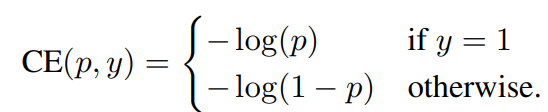 CE(p, y) = { − log(p) if y = 1
− log(1 − p) otherwise.